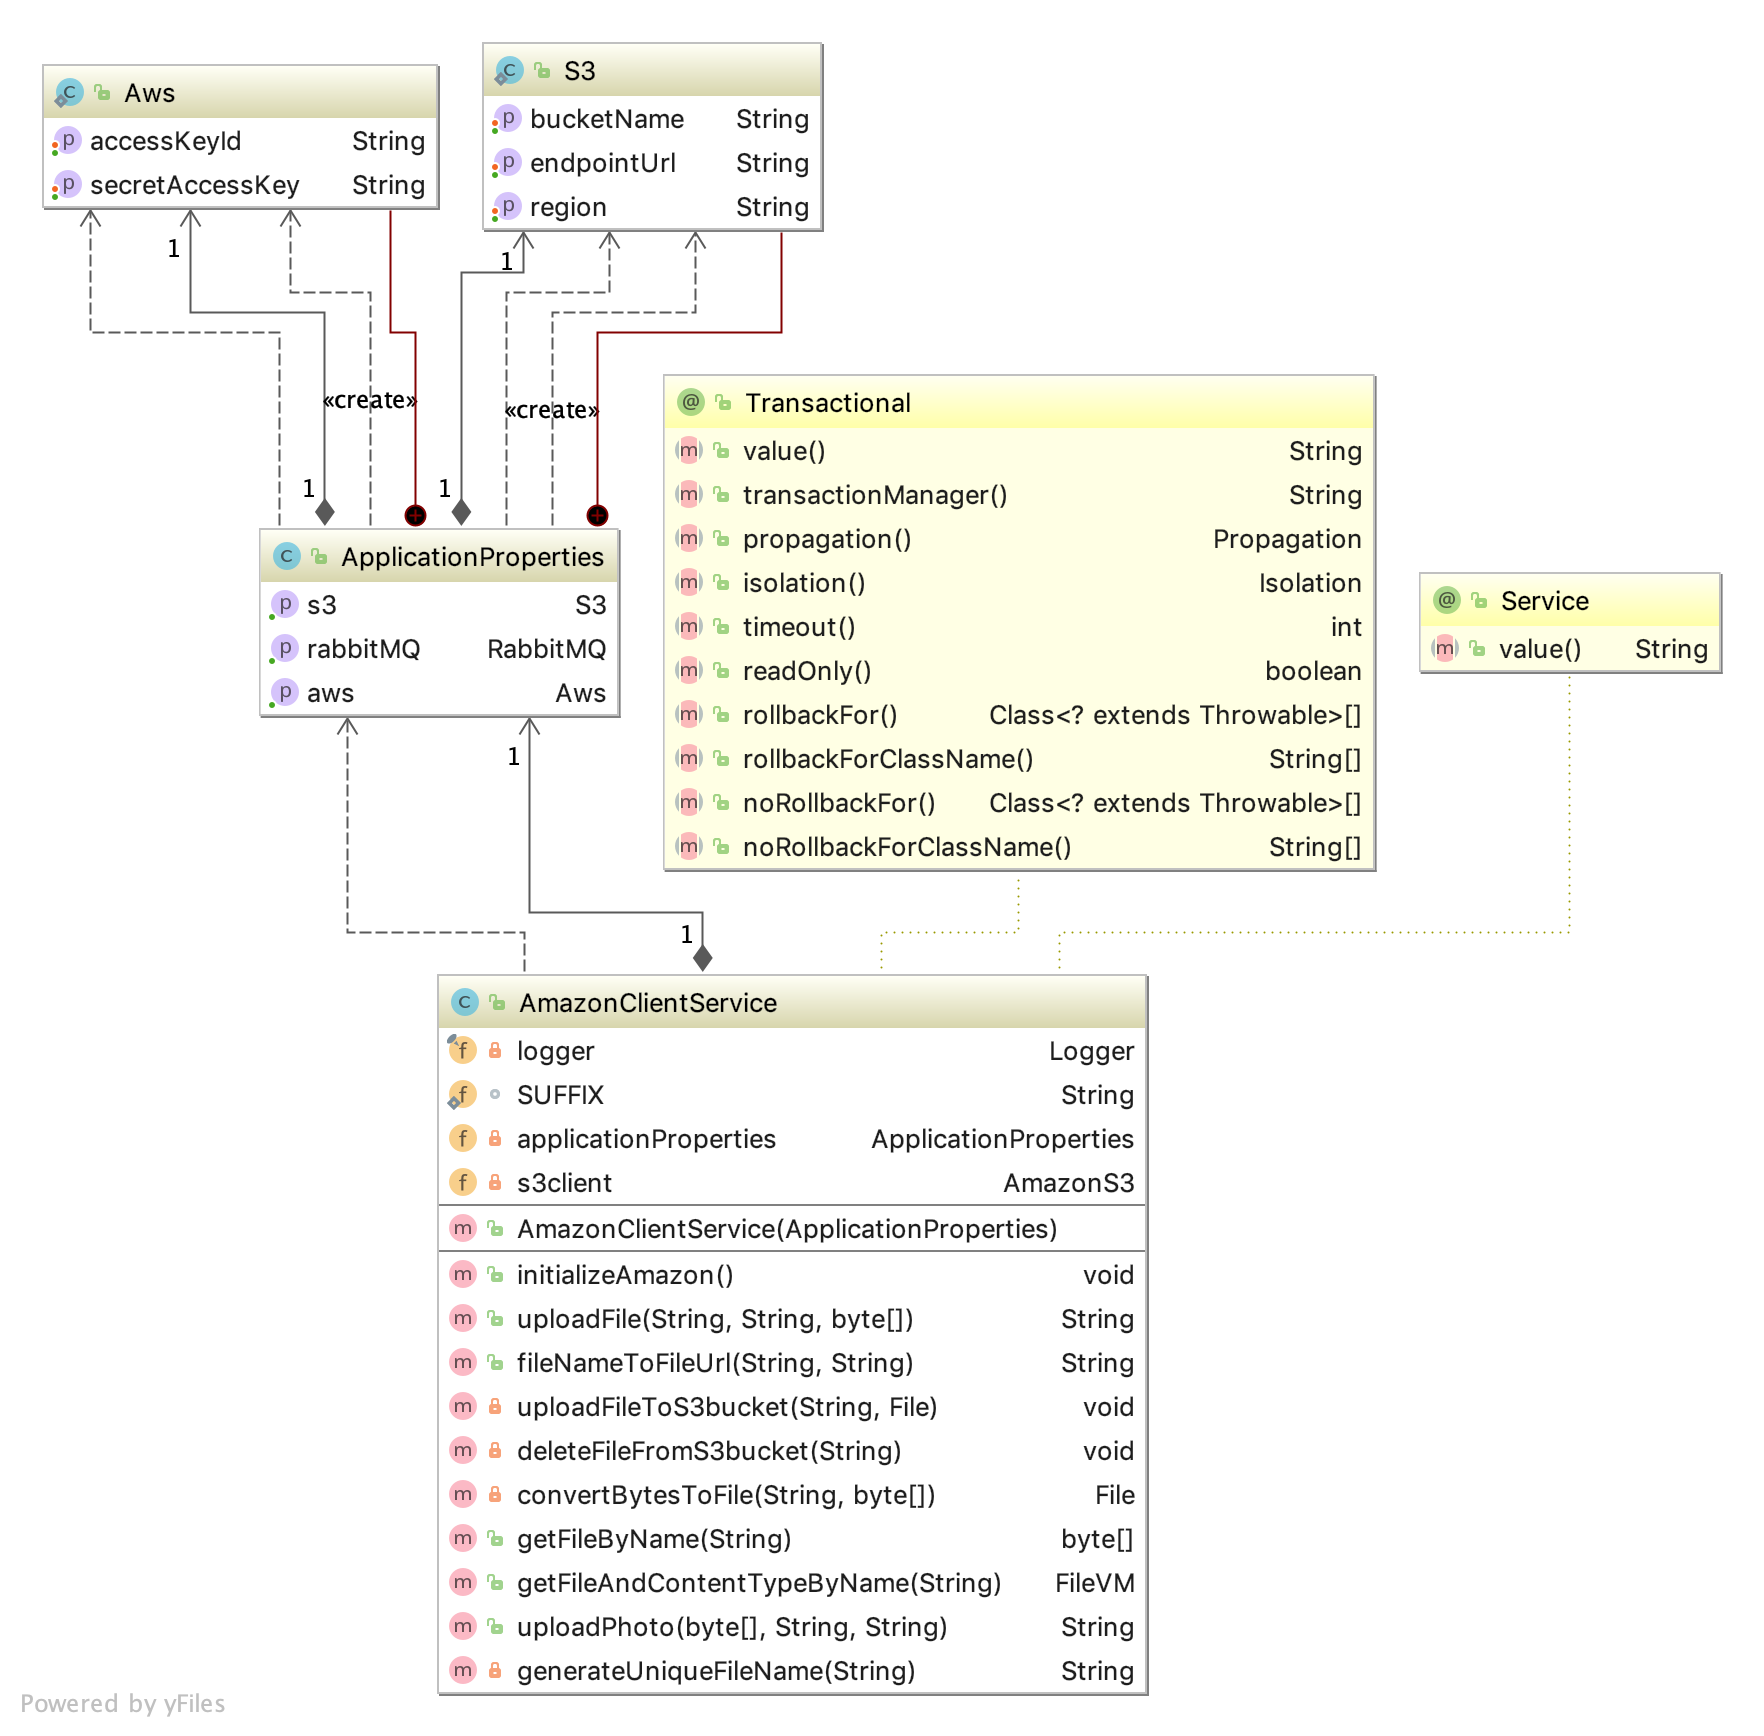 Aws
accessKeyId String
secretAccessKey String
S3
bucketName String
endpointUrl String
region String
1
1
«create»
«create»
1
1
ApplicationProperties
s3 S3
rabbitMQ RabbitMQ
aws Aws
Transactional
value() String
transactionManager() String
propagation() Propagation
isolation() Isolation
timeout() int
readOnly() boolean
rollbackFor() Class<? extends Throwable>[]
rollbackForClassName() String[]
noRollbackFor() Class<? extends Throwable>[]
noRollbackForClassName() String[]
Service
value() String
1
1
AmazonClientService
logger Logger
SUFFIX String
applicationProperties ApplicationProperties
s3client AmazonS3
AmazonClientService(ApplicationProperties)
initializeAmazon() void
uploadFile(String, String, byte[]) String
fileNameToFileUrl(String, String) String
uploadFileToS3bucket(String, File) void
deleteFileFromS3bucket(String) void
convertBytesToFile(String, byte[]) File
getFileByName(String) byte[]
getFileAndContentTypeByName(String) FileVM
uploadPhoto(byte[], String, String) String
generateUniqueFileName(String) String
Powered by yFiles